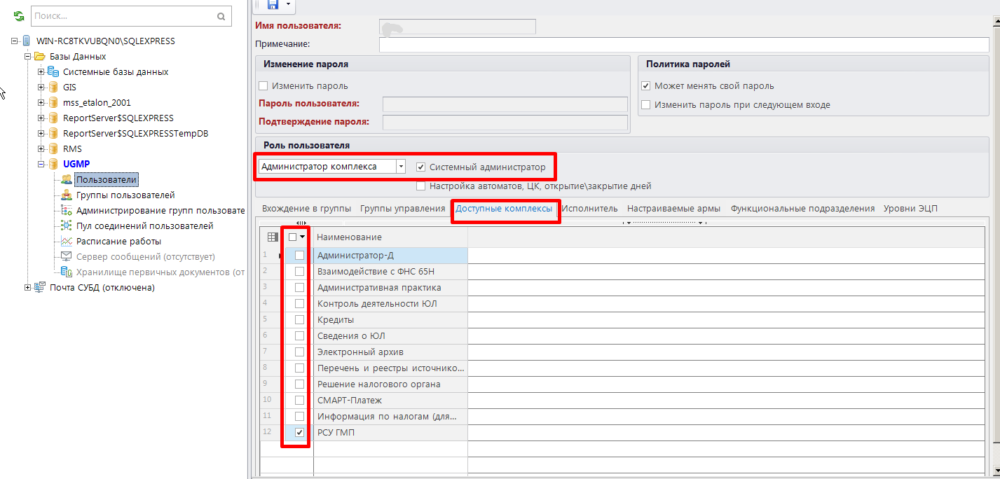 Поиск...
WIN-RC8TKVUBQN0\SQLEXPRESS
Базы Данных
Системные базы данных
GIS
mss_etalon_2001
ReportServer$SQLEXPRESS
ReportServer$SQLEXPRESSTempDB
RMS
UGMP
Пользователи
Группы пользователей
Администрирование групп пользовате
Пул соединений пользователей
Расписание работы
Сервер сообщений (отсутствует)
Хранилище первичных документов (от
Почта СУБД (отключена)
Имя пользователя:
Примечание:
Изменение пароля
Изменить пароль
Пароль пользователя:
Подтверждение пароля:
Политика паролей
Может менять свой пароль
Изменить пароль при следующем входе
Роль пользователя
Администратор комплекса Системный администратор
Настройка автоматов, ЦК, открытие\закрытие дней
Вхождение в группы Группы управления Доступные комплексы Исполнитель Настраиваемые армы Функциональные подразделения Уровни ЭЦП
Наименование
1 Администратор-Д
2 Взаимодействие с ФНС 65Н
3 Административная практика
4 Контроль деятельности ЮЛ
5 Кредиты
6 Сведения о ЮЛ
7 Электронный архив
8 Перечень и реестры источнико...
9 Решение налогового органа
10 СМАРТ-Платеж
11 Информация по налогам (для...
12 РСУ ГМП